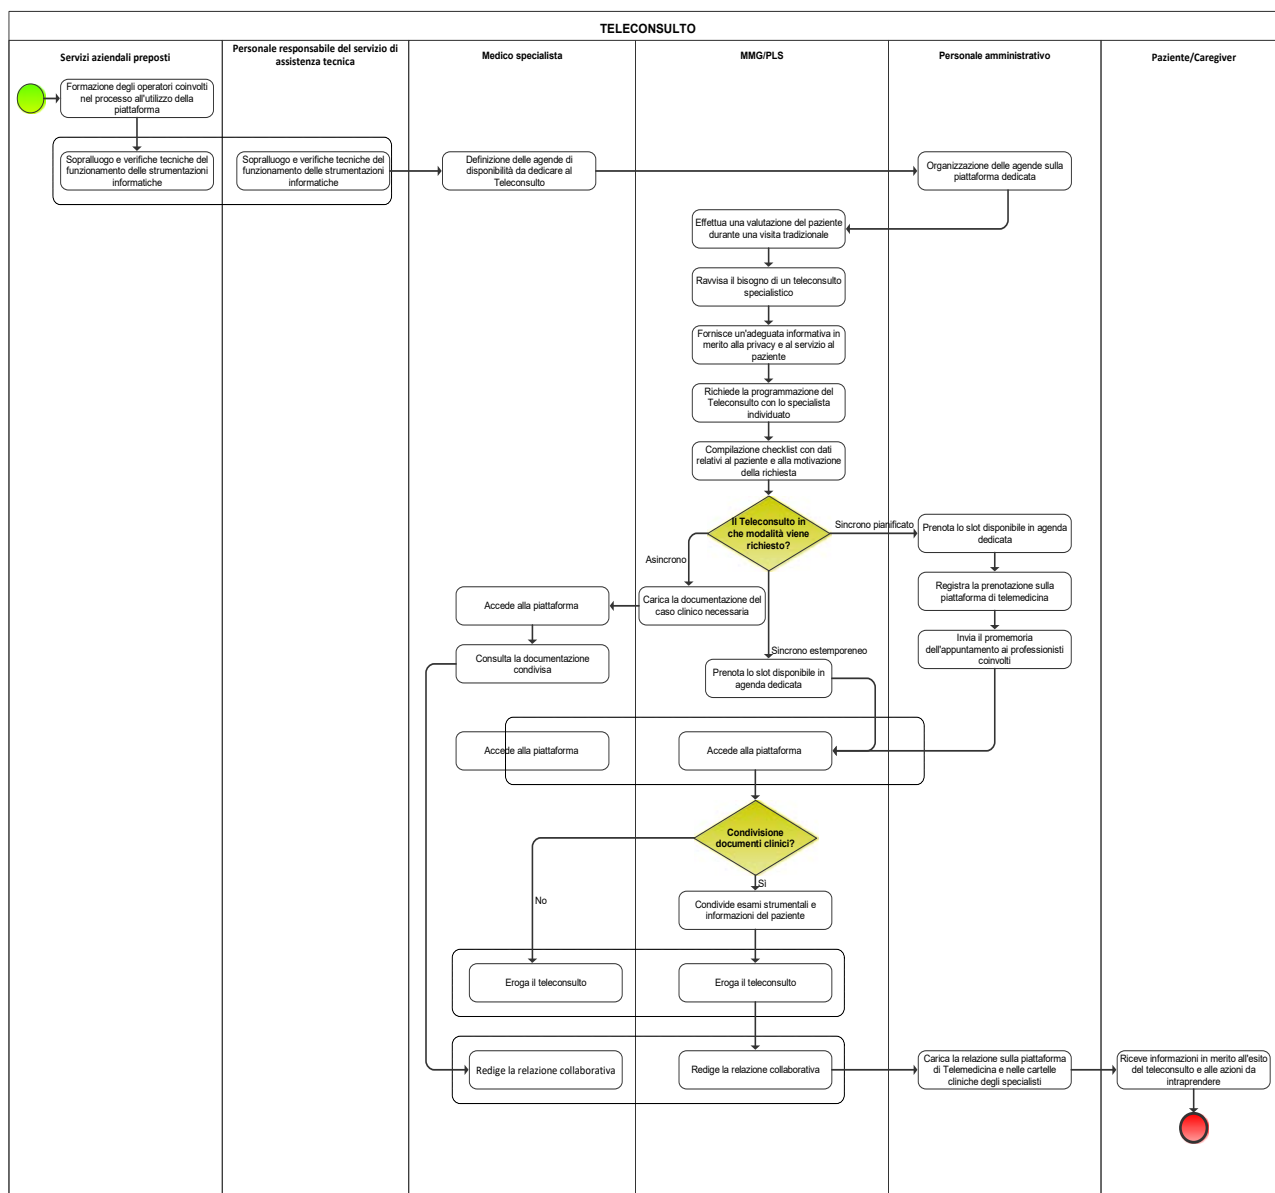 TELECONSULTO
Servizi aziendali preposti
Personale responsabile del servizio di
assistenza tecnica
Medico specialista
MMG/PLS
Personale amministrativo
Paziente/Caregiver
Formazione degli operatori coinvolti
nel processo all'utilizzo della
piattaforma
Sopralluogo e verifiche tecniche del
funzionamento delle strumentazioni
informatiche
Sopralluogo e verifiche tecniche del
funzionamento delle strumentazioni
informatiche
Definizione delle agende di
disponibilità da dedicare al
Teleconsulto
Organizzazione delle agende sulla
piattaforma dedicata
Effettua una valutazione del paziente
durante una visita tradizionale
Ravvisa il bisogno di un teleconsulto
specialistico
Fornisce un'adeguata informativa in
merito alla privacy e al servizio al
paziente
Richiede la programmazione del
Teleconsulto con lo specialista
individuato
Compilazione checklist con dati
relativi al paziente e alla motivazione
della richiesta
Il Teleconsulto in
che modalità viene
richiesto?
Sincrono pianificato
Prenota lo slot disponibile in agenda
dedicata
Asincrono
Registra la prenotazione sulla
piattaforma di telemedicina
Carica la documentazione del
caso clinico necessaria
Accede alla piattaforma
Invia il promemoria
dell'appuntamento ai professionisti
coinvolti
Consulta la documentazione
condivisa
Sincrono estemporeneo
Prenota lo slot disponibile in
agenda dedicata
Accede alla piattaforma
Accede alla piattaforma
Condivisione
documenti clinici?
Sì
No
Condivide esami strumentali e
informazioni del paziente
Eroga il teleconsulto
Eroga il teleconsulto
Redige la relazione collaborativa
Redige la relazione collaborativa
Carica la relazione sulla piattaforma
di Telemedicina e nelle cartelle
cliniche degli specialisti
Riceve informazioni in merito all'esito
del teleconsulto e alle azioni da
intraprendere